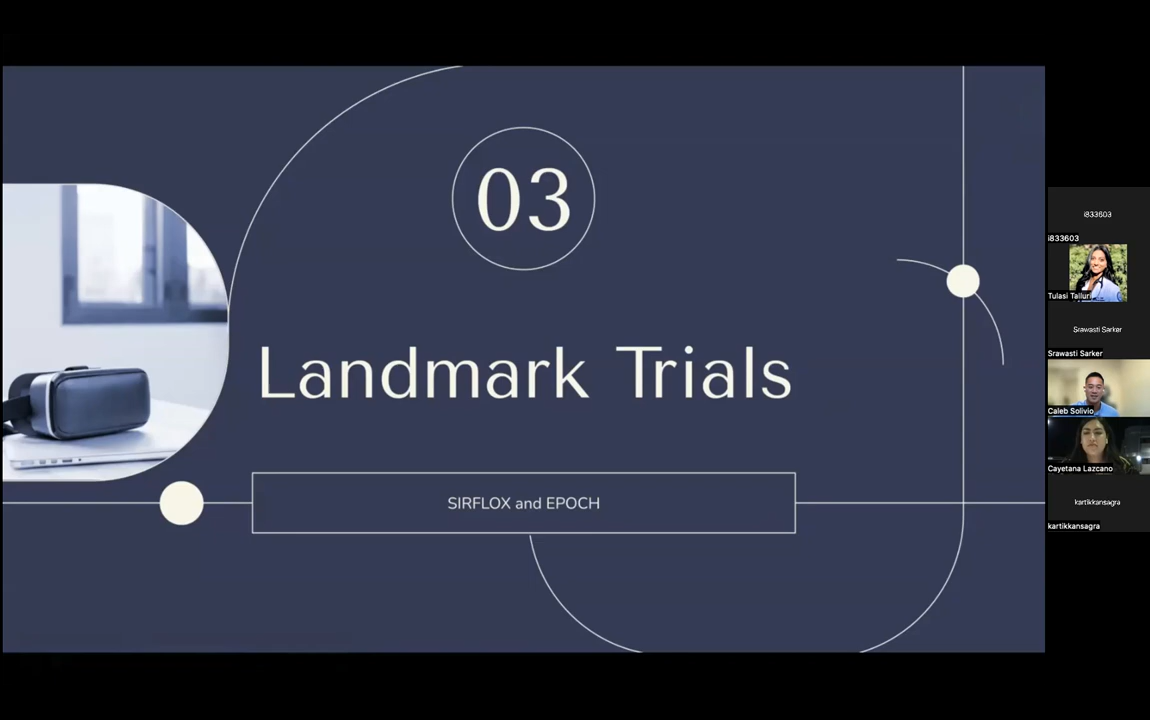 03
Landmark Trials
SIRFLOX and EPOCH
i833603
i833603
Tulasi Talluri
Srawasti Sarker
Srawasti Sarker
Caleb Solivio
Cayetana Lazcano
kartikkansagra
kartikkansagra